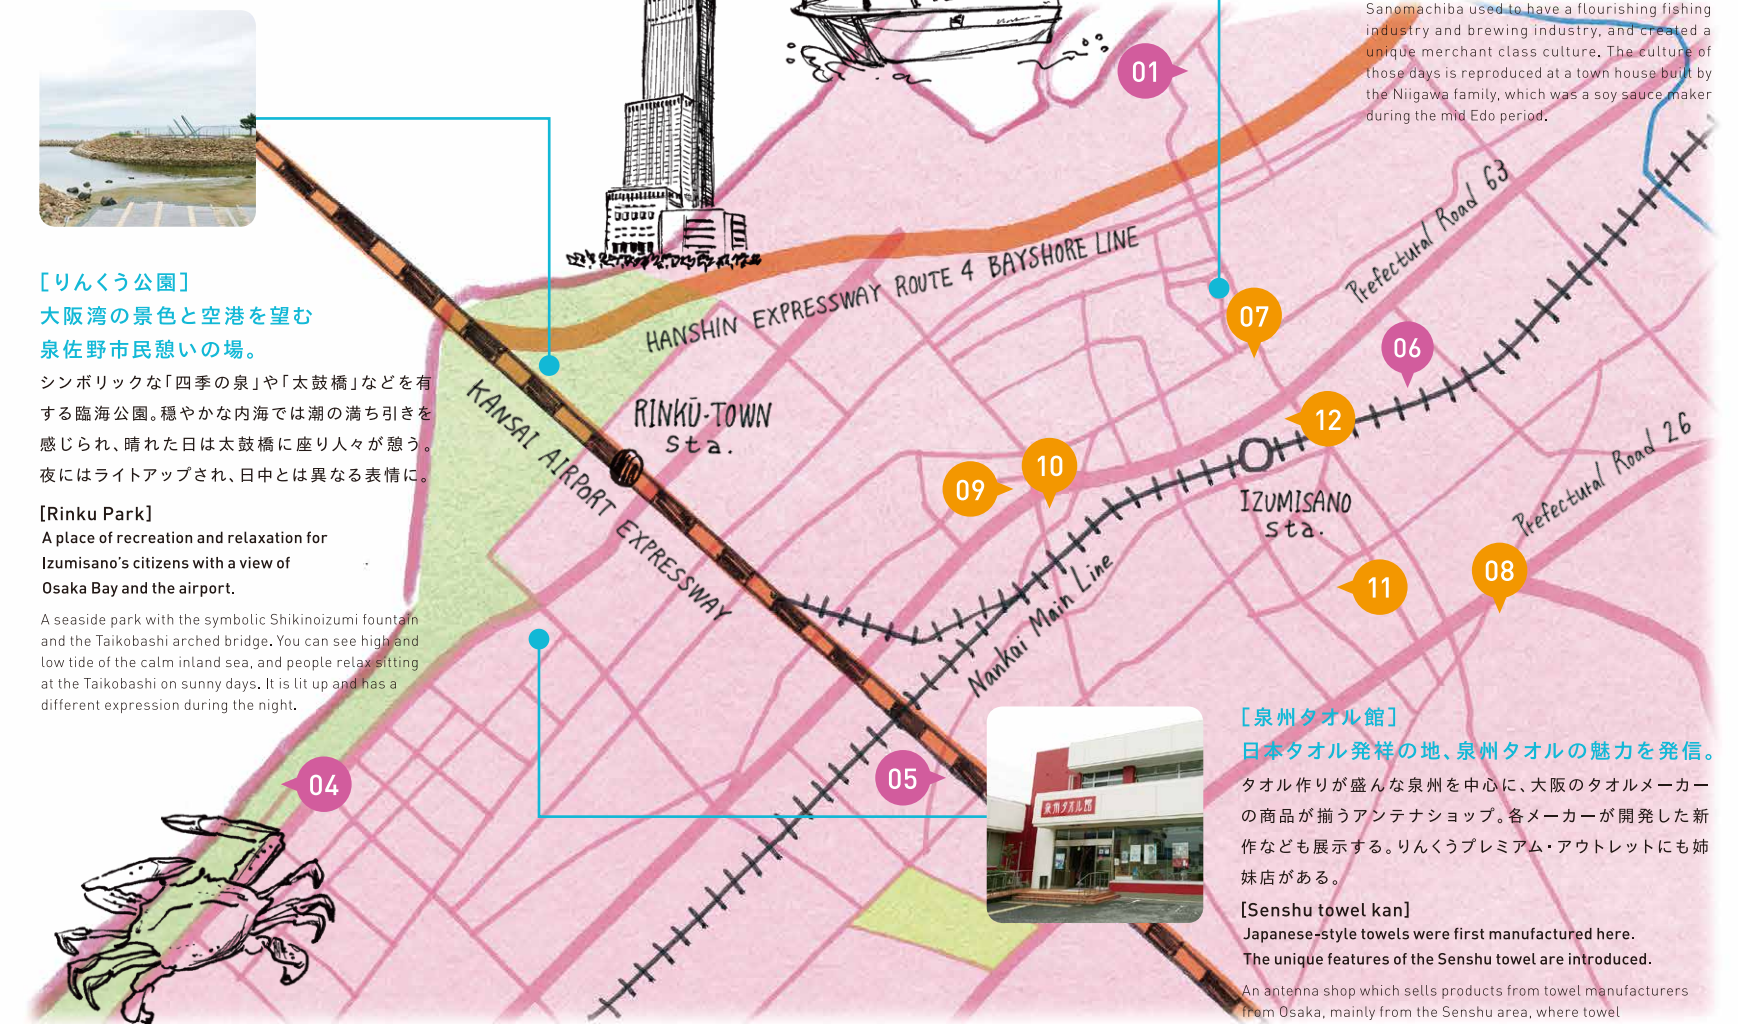 Sanomachiba used to have a flourishing fishing
industry and brewing industry, and created a
unique merchant class culture. The culture of
those days is reproduced at a town house built by
the Niigawa family, which was a soy sauce maker
during the mid Edo period.
01
Prefectural Road 63
HANSHIN EXPRESSWAY ROUTE 4 BAYSHORE LINE
07
06
12
KANSAI AIRPORT EXPRESSWAY
RINKŪ-TOWN
Sta.
10
09
IZUMISANO
Sta.
Prefectural Road 26
08
11
Nankai Main Line
05
04
[りんくう公園]
大阪湾の景色と空港を望む
泉佐野市民憩いの場。
シンボリックな「四季の泉」や「太鼓橋」などを有
する臨海公園。穏やかな内海では潮の満ち引きを
感じられ、晴れた日は太鼓橋に座り人々が憩う。
夜にはライトアップされ、日中とは異なる表情に。
[Rinku Park]
A place of recreation and relaxation for
Izumisano's citizens with a view of
Osaka Bay and the airport.
A seaside park with the symbolic Shikinoizumi fountain
and the Taikobashi arched bridge. You can see high and
low tide of the calm inland sea, and people relax sitting
at the Taikobashi on sunny days. It is lit up and has a
different expression during the night.
泉州タオル館
[泉州タオル館]
日本タオル発祥の地、泉州タオルの魅力を発信。
タオル作りが盛んな泉州を中心に、大阪のタオルメーカー
の商品が揃うアンテナショップ。各メーカーが開発した新
作なども展示する。りんくうプレミアム・アウトレットにも姉
妹店がある。
[Senshu towel kan]
Japanese-style towels were first manufactured here.
The unique features of the Senshu towel are introduced.
An antenna shop which sells products from towel manufacturers
from Osaka, mainly from the Senshu area, where towel